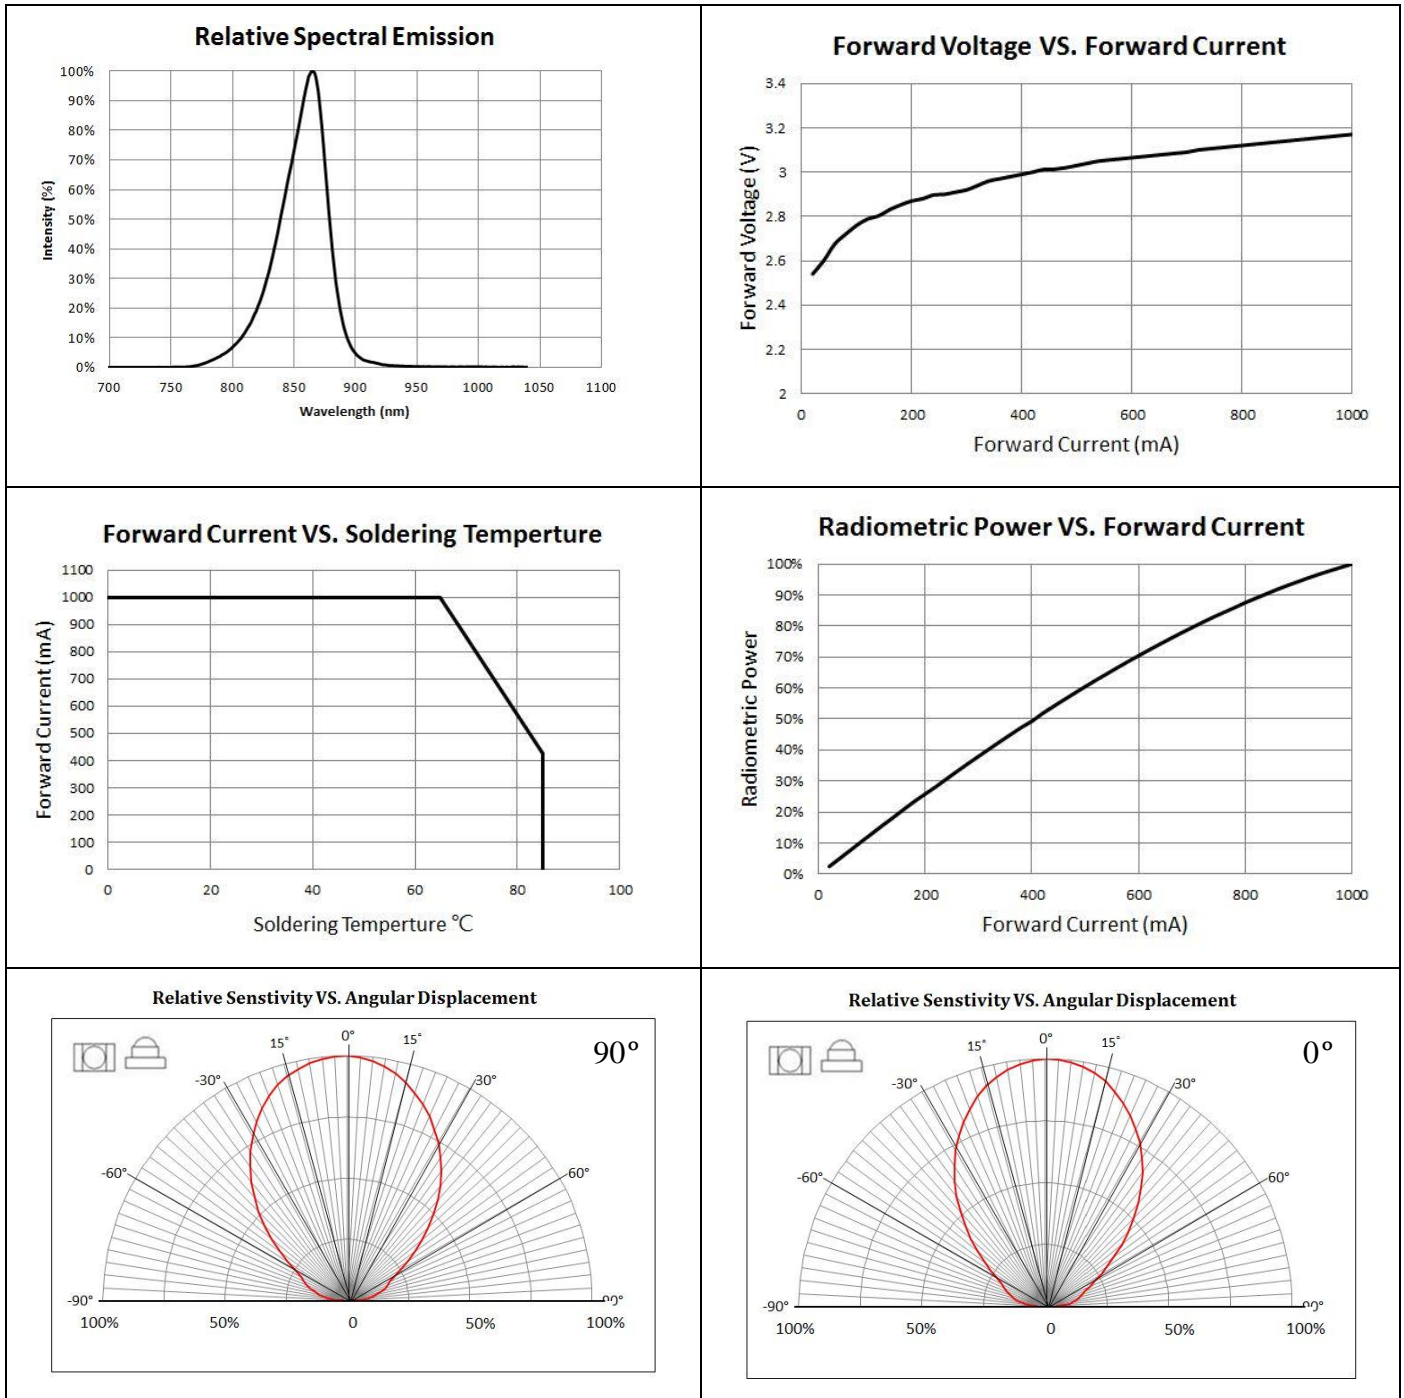 Relative Spectral Emission
100%
90%
80%
70%
60%
50%
40%
30%
20%
10%
0%
Intensity (%)
700 750 800 850 900 950 1000 1050 1100
Wavelength (nm)
Forward Voltage VS. Forward Current
3.4
3.2
3
2.8
2.6
2.4
2.2
2
Forward Voltage (V)
0 200 400 600 800 1000
Forward Current (mA)
Forward Current VS. Soldering Temperture
1100
1000
900
800
700
600
500
400
300
200
100
0
Forward Current (mA)
0 20 40 60 80 100
Soldering Temperture ℃
Radiometric Power VS. Forward Current
100%
90%
80%
70%
60%
50%
40%
30%
20%
10%
0%
Radiometric Power
0 200 400 600 800 1000
Forward Current (mA)
Relative Senstivity VS. Angular Displacement
90°
15° 0° 15°
-30° 30°
-60° 60°
-90° 90°
100% 50% 0 50% 100%
Relative Senstivity VS. Angular Displacement
0°
15° 0° 15°
-30° 30°
-60° 60°
-90° 90°
100% 50% 0 50% 100%